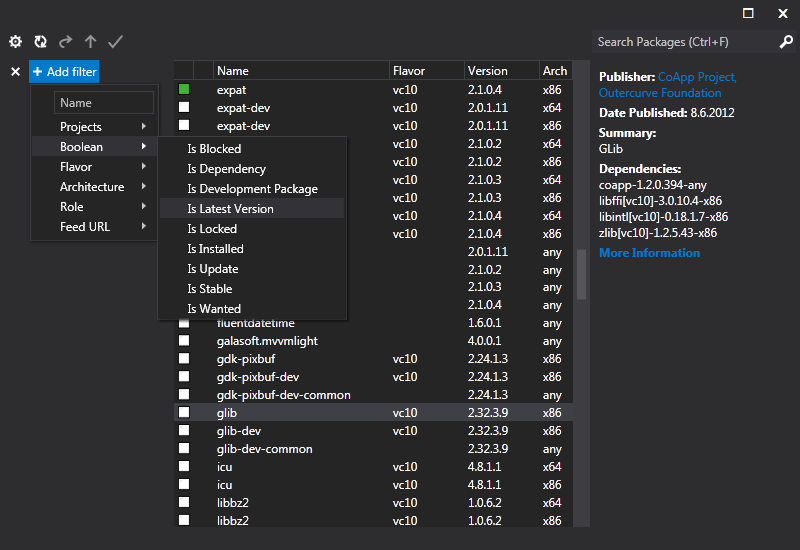 Search Packages (Ctrl+F)
+ Add filter
Name
Projects
Boolean
Flavor
Architecture
Role
Feed URL
Is Blocked
Is Dependency
Is Development Package
Is Latest Version
Is Locked
Is Installed
Is Update
Is Stable
Is Wanted
Name Flavor Version Arch
expat vc10 2.1.0.4 x86
expat-dev vc10 2.0.1.11 x64
expat-dev vc10 2.0.1.11 x86
vc10 2.1.0.2 x64
vc10 2.1.0.2 x86
vc10 2.1.0.3 x64
vc10 2.1.0.3 x86
vc10 2.1.0.4 x64
vc10 2.1.0.4 x86
2.0.1.11 any
2.1.0.2 any
2.1.0.3 any
2.1.0.4 any
fluentdatetime 1.6.0.1 any
galasoft.mvvmlight 4.0.0.1 any
gdk-pixbuf vc10 2.24.1.3 x86
gdk-pixbuf-dev vc10 2.24.1.3 x86
gdk-pixbuf-dev-common 2.24.1.3 any
glib vc10 2.32.3.9 x86
glib-dev vc10 2.32.3.9 x86
glib-dev-common 2.32.3.9 any
icu vc10 4.8.1.1 x64
icu vc10 4.8.1.1 x86
libbz2 vc10 1.0.6.2 x64
libbz2 vc10 1.0.6.2 x86
Publisher: CoApp Project,
Outercurve Foundation
Date Published: 8.6.2012
Summary:
GLib
Dependencies:
coapp-1.2.0.394-any
libffi[vc10]-3.0.10.4-x86
libintl[vc10]-0.18.1.7-x86
zlib[vc10]-1.2.5.43-x86
More Information